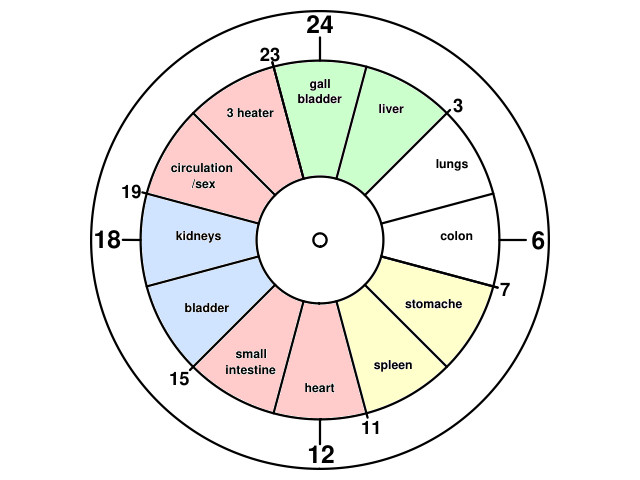 24
23
gall
bladder
liver
3
3 heater
lungs
circulation
/sex
19
kidneys
18
colon
6
7
stomache
bladder
spleen
small
intestine
15
heart
11
12